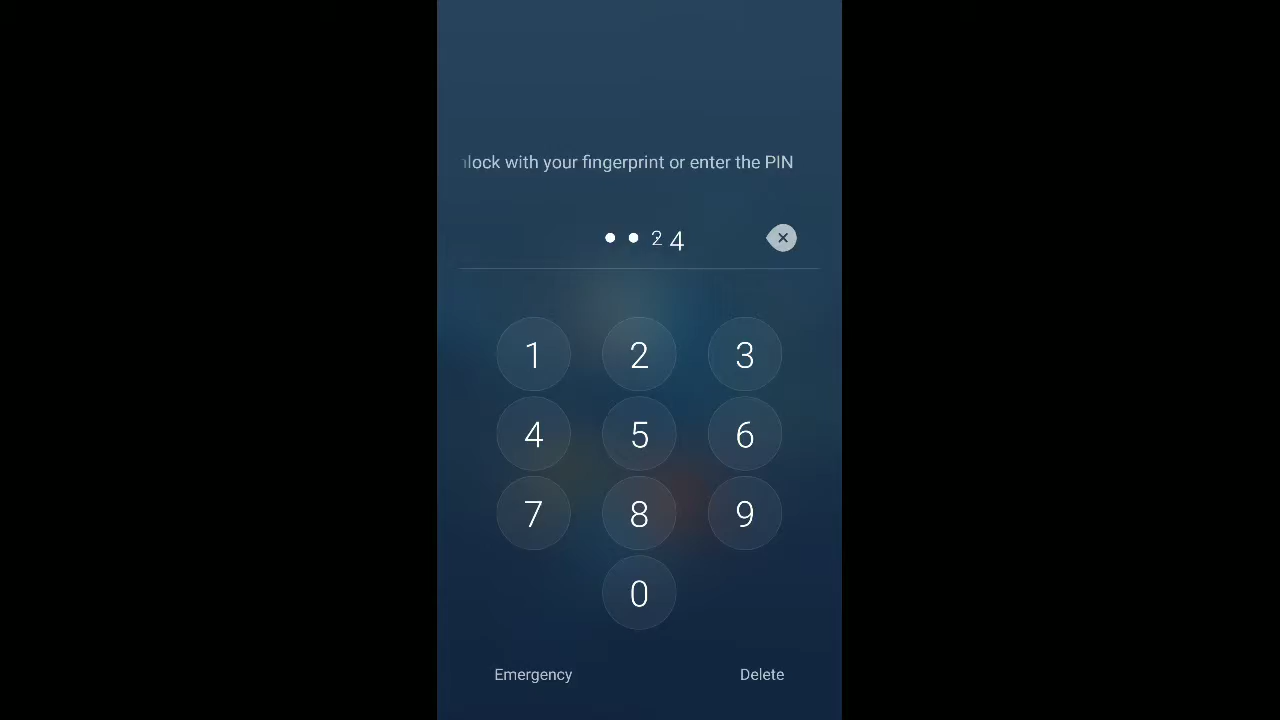 nlock with your fingerprint or enter the PIN
• • 2 4
1 2 3
4 5 6
7 8 9
0
Emergency Delete